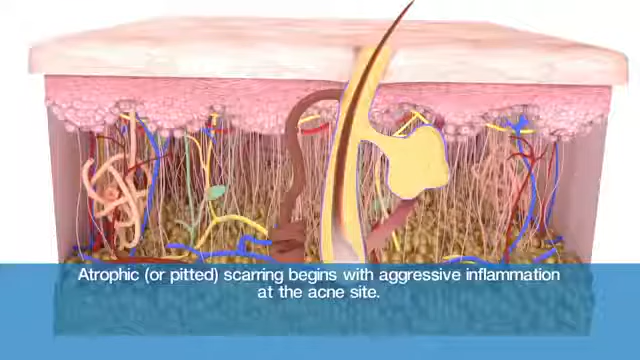 Atrophic (or pitted) scarring begins with aggressive inflammation
at the acne site.